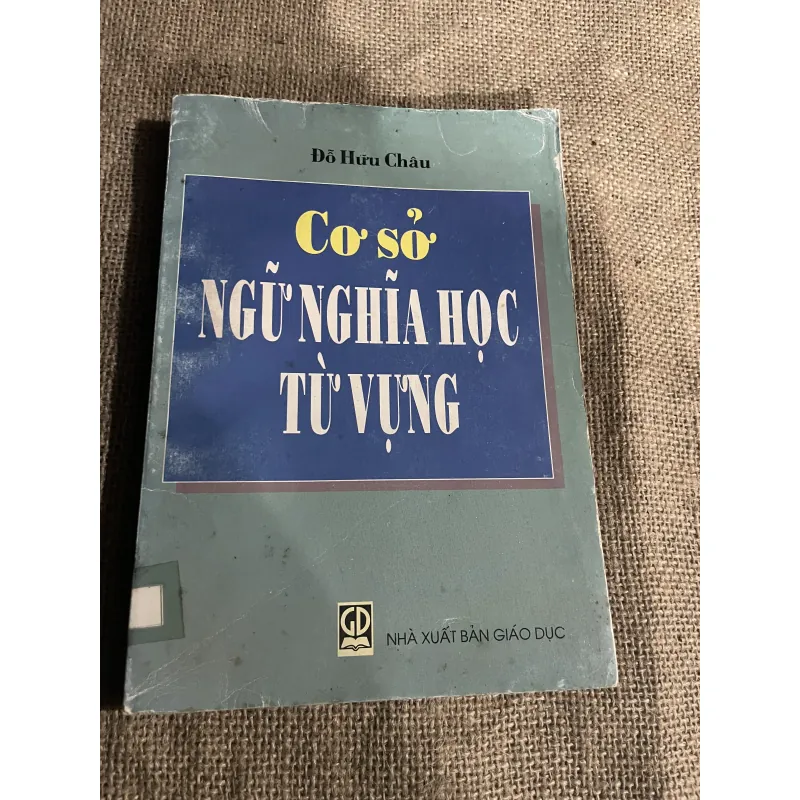 Đỗ Hữu Châu
Cơ sở
NGỮ NGHĨA HỌC
TỪ VỰNG
GD
NHÀ XUẤT BẢN GIÁO DỤC